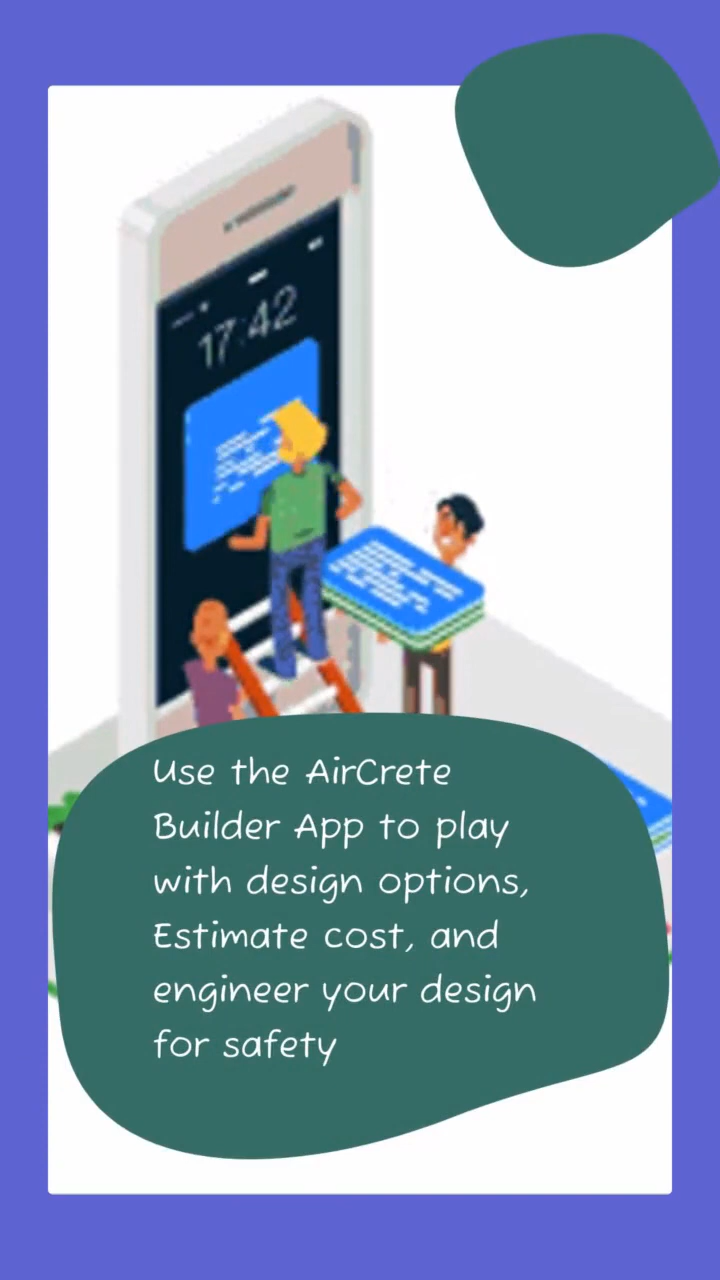 17:42
Use the AirCrete
Builder App to play
with design options,
Estimate cost, and
engineer your design
for safety